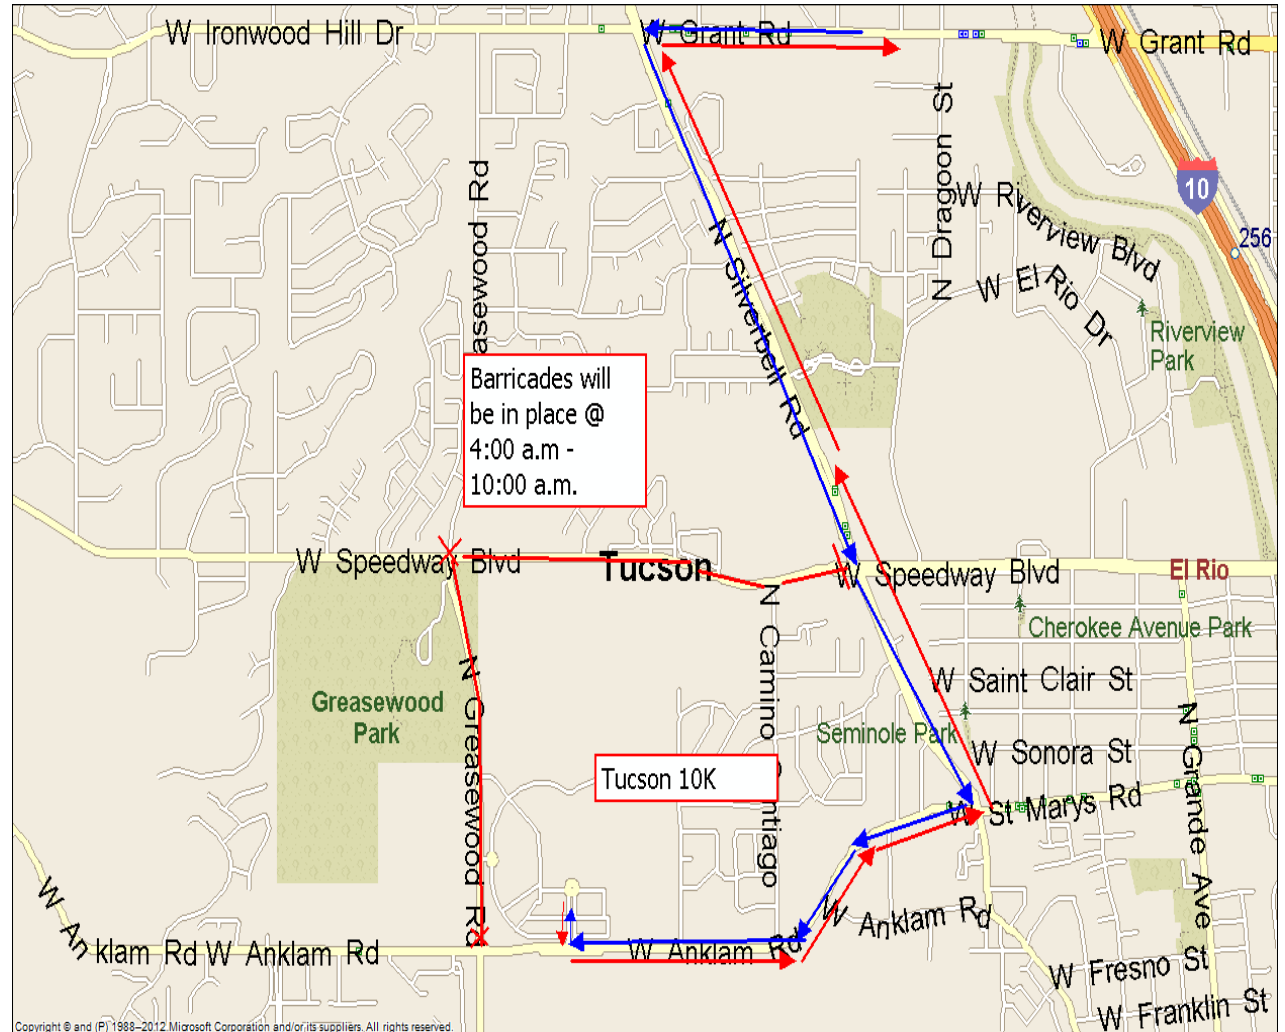 W Ironwood Hill Dr
W Grant Rd
W Grant Rd
N Dragoon St
10
256
W Riverview Blvd
W El Rio Dr
Riverview
Park
asewood Rd
N Silverbell Rd
Barricades will
be in place @
4:00 a.m -
10:00 a.m.
W Speedway Blvd
Tucson
W Speedway Blvd
El Rio
Cherokee Avenue Park
N Camino
ntiago
W Saint Clair St
Greasewood
Park
N Greasewood Rd
Seminole Park
W Sonora St
N Grande Ave
Tucson 10K
W St Marys Rd
W Anklam Rd
W Anklam Rd
W Anklam Rd
W Anklam Rd
W Fresno St
W Franklin St
Copyright © and (P) 1988–2012 Microsoft Corporation and/or its suppliers. All rights reserved.